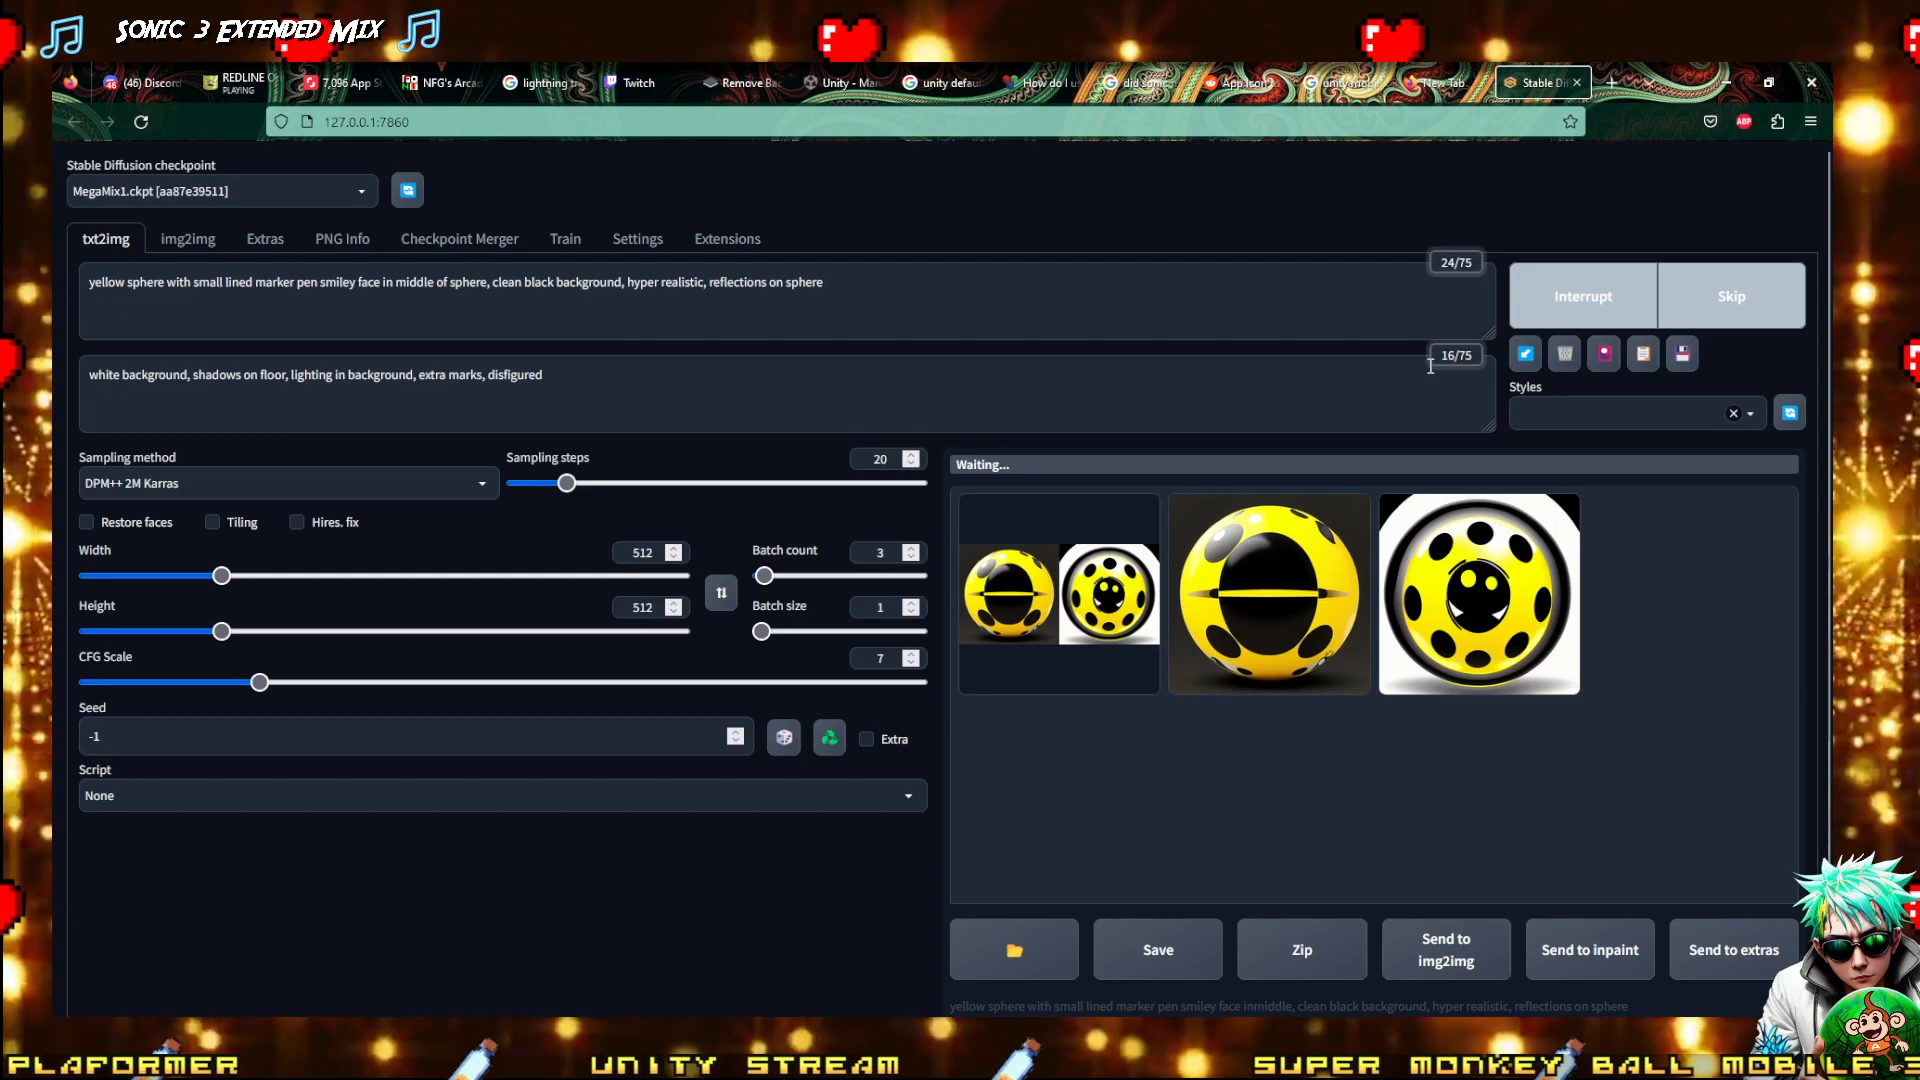 Sonic 3 Extended Mix
(46) Discord
REDLINE
PLAYING
7,096 App S
NFG's Arca
lighthing t
Twitch
Remove Ba
Unity - Man
unity defau
How do I u
did sonic
App Icon
unity mob
New Tab
Stable Di
127.0.0.1:7860
ABP
Stable Diffusion checkpoint
MegaMix1.ckpt [aa87e39511]
txt2img
img2img
Extras
PNG Info
Checkpoint Merger
Train
Settings
Extensions
24/75
yellow sphere with small lined marker pen smiley face in middle of sphere, clean black background, hyper realistic, reflections on sphere
Interrupt
Skip
16/75
white background, shadows on floor, lighting in background, extra marks, disfigured
Styles
Sampling method
DPM++ 2M Karras
Sampling steps
20
Waiting...
Restore faces
Tiling
Hires. fix
Width
512
Batch count
3
Height
512
Batch size
1
CFG Scale
7
Seed
-1
Extra
Script
None
Save
Zip
Send to
img2img
Send to inpaint
Send to extras
yellow sphere with small lined marker pen smiley face inmiddle, clean black background, hyper realistic, reflections on sphere
PLAFORMER
UNITY STREAM
SUPER MONKEY BALL MOBILE 3